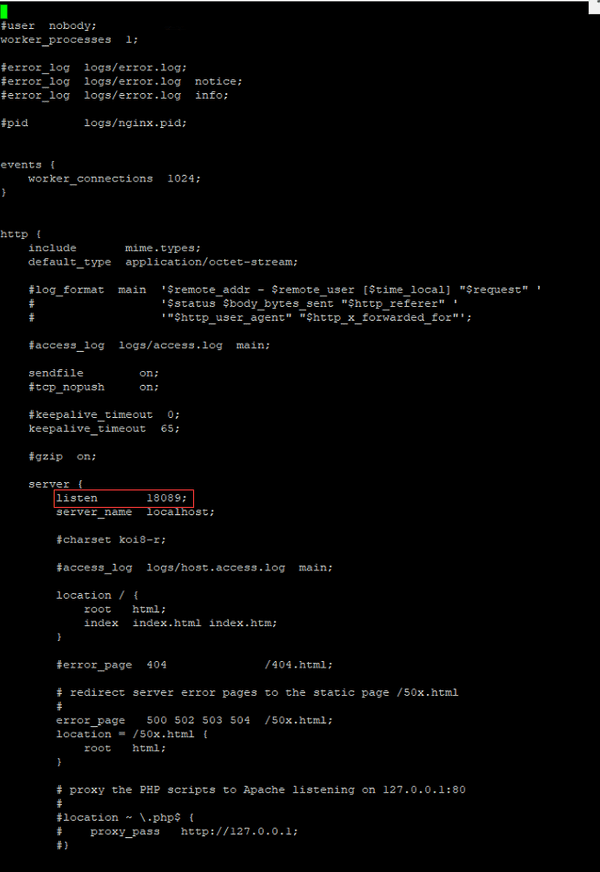 #user  nobody;
worker_processes  1;
#error_log  logs/error.log;
#error_log  logs/error.log  notice;
#error_log  logs/error.log  info;
#pid        logs/nginx.pid;
events {
    worker_connections  1024;
}
http {
    include       mime.types;
    default_type  application/octet-stream;
    #log_format  main  '$remote_addr - $remote_user [$time_local] "$request" '
    #                  '$status $body_bytes_sent "$http_referer" '
    #                  '"$http_user_agent" "$http_x_forwarded_for"';
    #access_log  logs/access.log  main;
    sendfile        on;
    #tcp_nopush     on;
    #keepalive_timeout  0;
    keepalive_timeout  65;
    #gzip  on;
    server {
        listen       18089;
        server_name  localhost;
        #charset koi8-r;
        #access_log  logs/host.access.log  main;
        location / {
            root   html;
            index  index.html index.htm;
        }
        #error_page  404              /404.html;
        # redirect server error pages to the static page /50x.html
        #
        error_page   500 502 503 504  /50x.html;
        location = /50x.html {
            root   html;
        }
        # proxy the PHP scripts to Apache listening on 127.0.0.1:80
        #
        #location ~ \.php$ {
        #    proxy_pass   http://127.0.0.1;
        #}